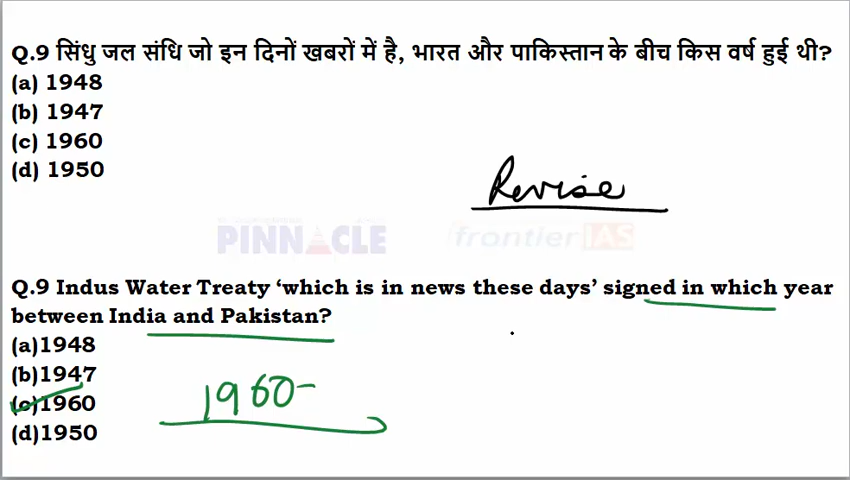 Q.9 सिंधु जल संधि जो इन दिनों खबरों में है, भारत और पाकिस्तान के बीच किस वर्ष हुई थी?
(a) 1948
(b) 1947
(c) 1960
(d) 1950
Revise
PINNACLE frontierIAS
Q.9 Indus Water Treaty ‘which is in news these days’ signed in which year
between India and Pakistan?
(a)1948
(b)1947
(c)1960
1960
(d)1950